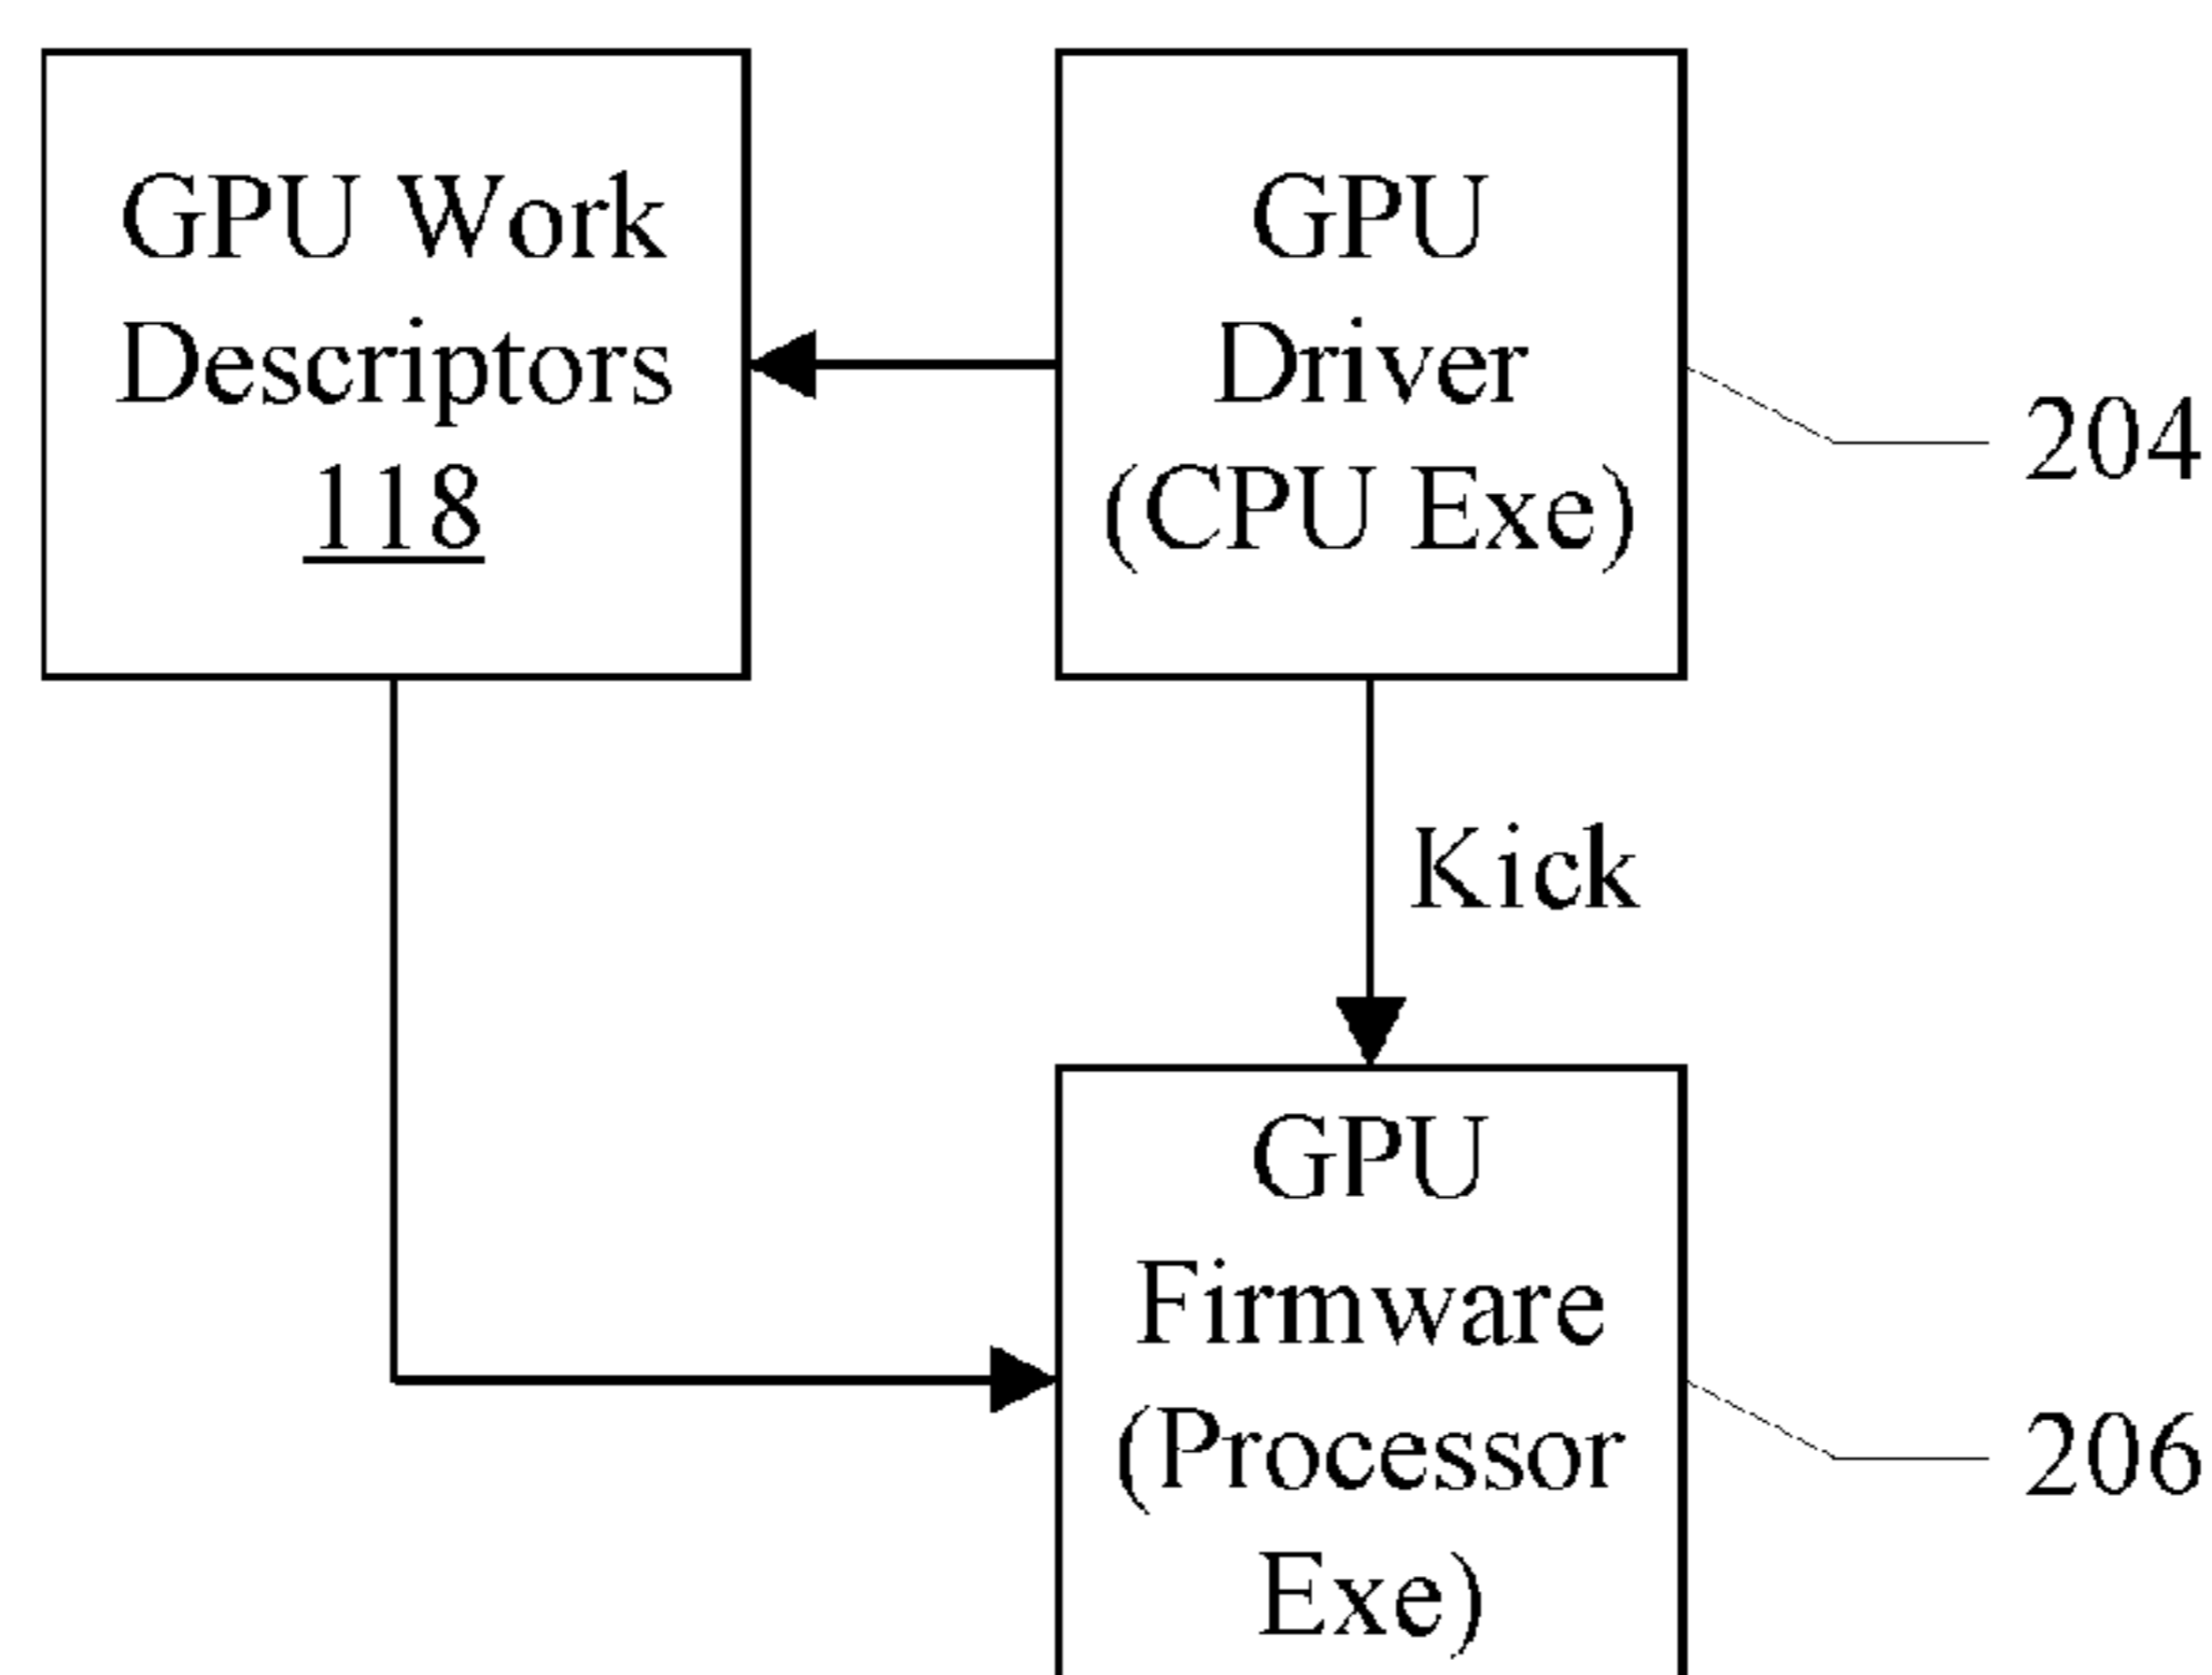 GPU Work
Descriptors
118
GPU
Driver
(CPU Exe)
204
Kick
GPU
Firmware
(Processor
Exe)
206